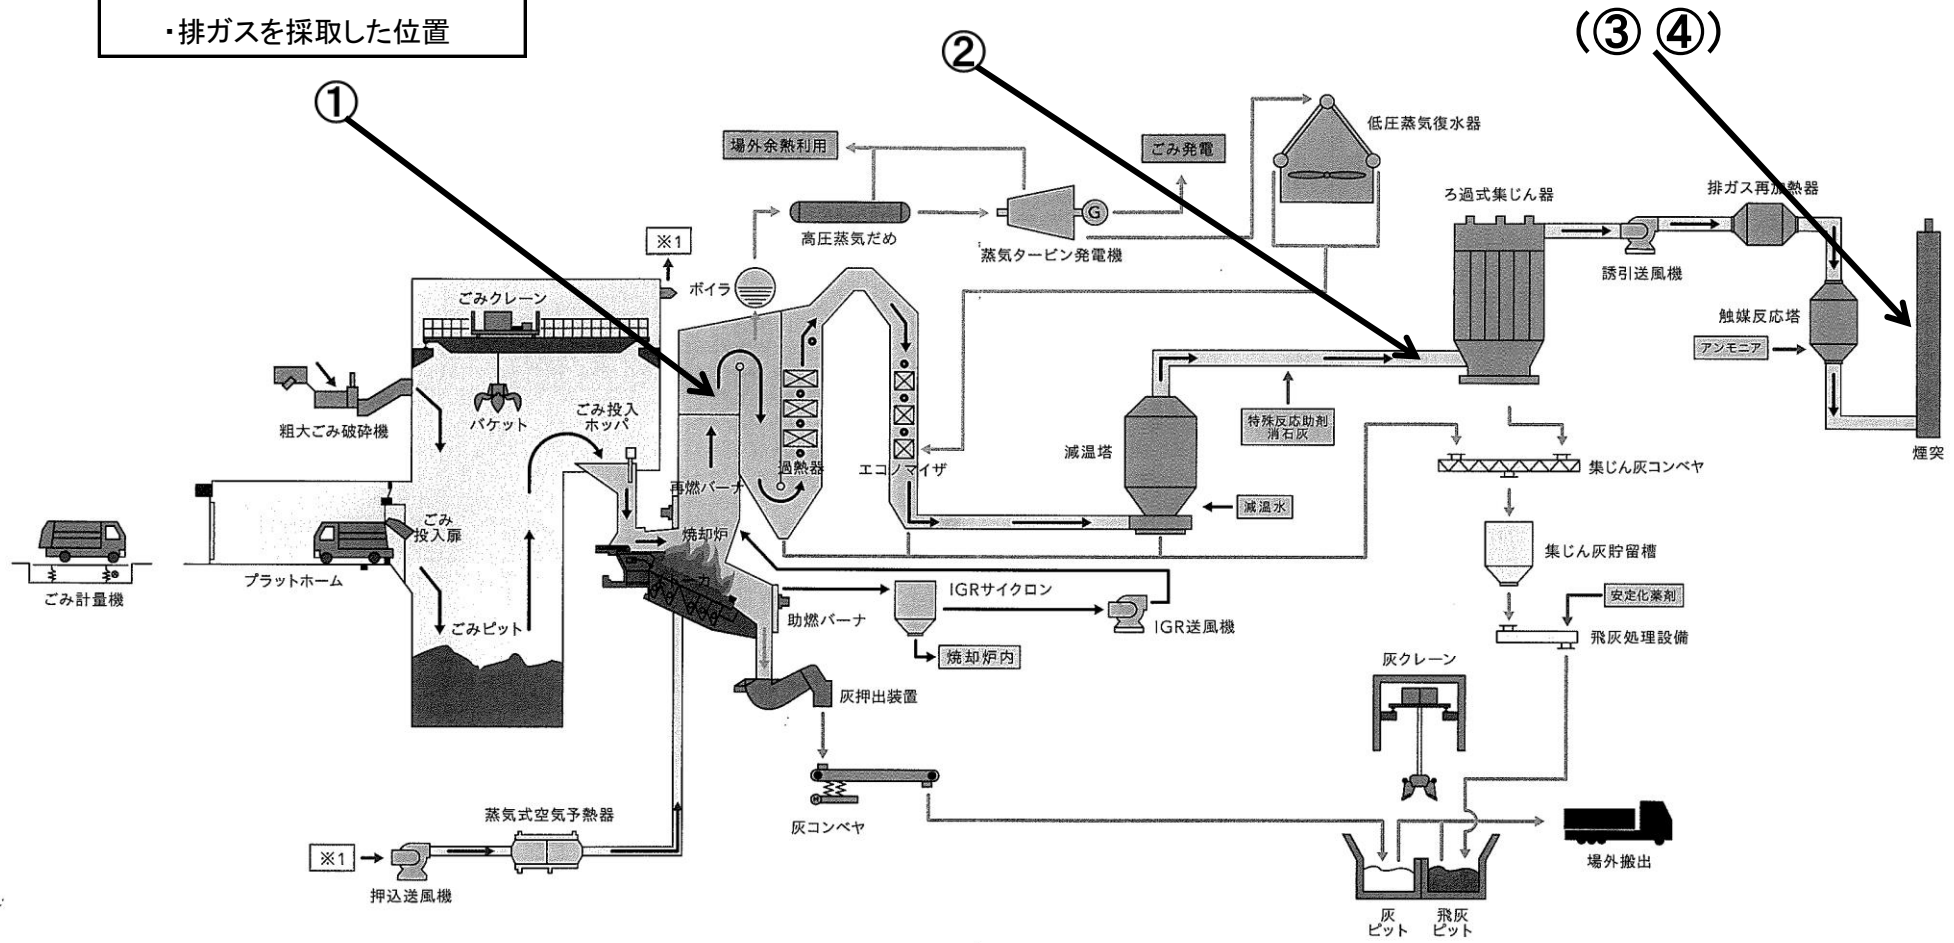 ・排ガスを採取した位置
①
②
(③ ④)
場外余熱利用
ごみ発電
低圧蒸気復水器
G
高圧蒸気だめ
蒸気タービン発電機
ろ過式集じん器
排ガス再加熱器
誘引送風機
※1
ボイラ
ごみクレーン
触媒反応塔
アンモニア
粗大ごみ破砕機
バケット
ごみ投入
ホッパ
過熱器
エコノマイザ
減温塔
特殊反応助剤
消石灰
煙突
集じん灰コンベヤ
再燃バーナ
減温水
ごみ
投入扉
焼却炉
集じん灰貯留槽
プラットホーム
ごみ計量機
ストーカ
IGRサイクロン
安定化薬剤
ごみピット
助燃バーナ
IGR送風機
飛灰処理設備
焼却炉内
灰クレーン
灰押出装置
蒸気式空気予熱器
灰コンベヤ
※1
押込送風機
場外搬出
灰
ピット
飛灰
ピット